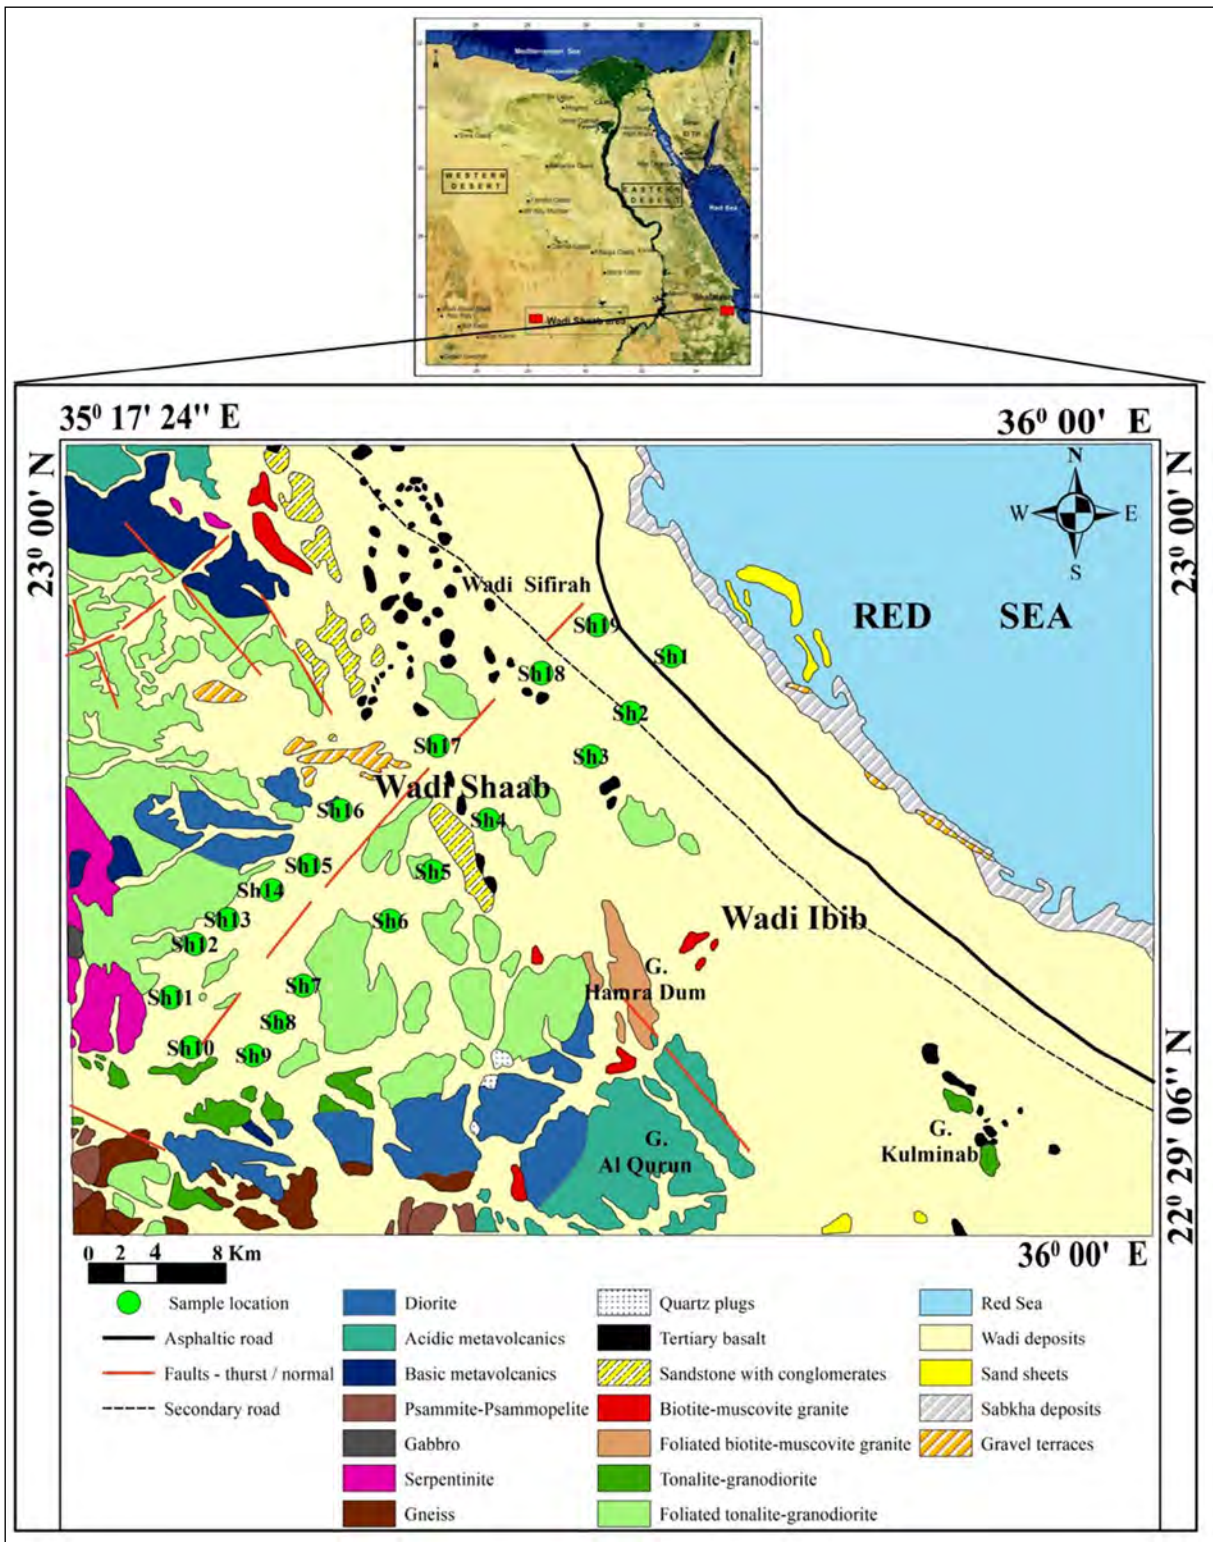 Mediterranean Sea
WESTERN
DESERT
EASTERN
DESERT
Red Sea
Wadi Shaab area
35⁰ 17' 24'' E
36⁰ 00' E
23⁰ 00' N
23⁰ 00' N
N
W
E
S
Wadi Sifirah
RED SEA
Sh19
Sh1
Sh18
Sh2
Sh17
Sh3
Wadi Shaab
Sh16
Sh4
Sh15
Sh5
Sh14
Sh13
Sh6
Wadi Ibib
Sh12
G.
Hamra Dum
Sh7
Sh11
Sh8
Sh10
Sh9
G.
Al Qurun
G.
Kulminab
22⁰ 29' 06'' N
36⁰ 00' E
0 2 4 8 Km
Sample location
Asphaltic road
Faults - thurst / normal
Secondary road
Diorite
Acidic metavolcanics
Basic metavolcanics
Psammite-Psammopelite
Gabbro
Serpentinite
Gneiss
Quartz plugs
Tertiary basalt
Sandstone with conglomerates
Biotite-muscovite granite
Foliated biotite-muscovite granite
Tonalite-granodiorite
Foliated tonalite-granodiorite
Red Sea
Wadi deposits
Sand sheets
Sabkha deposits
Gravel terraces